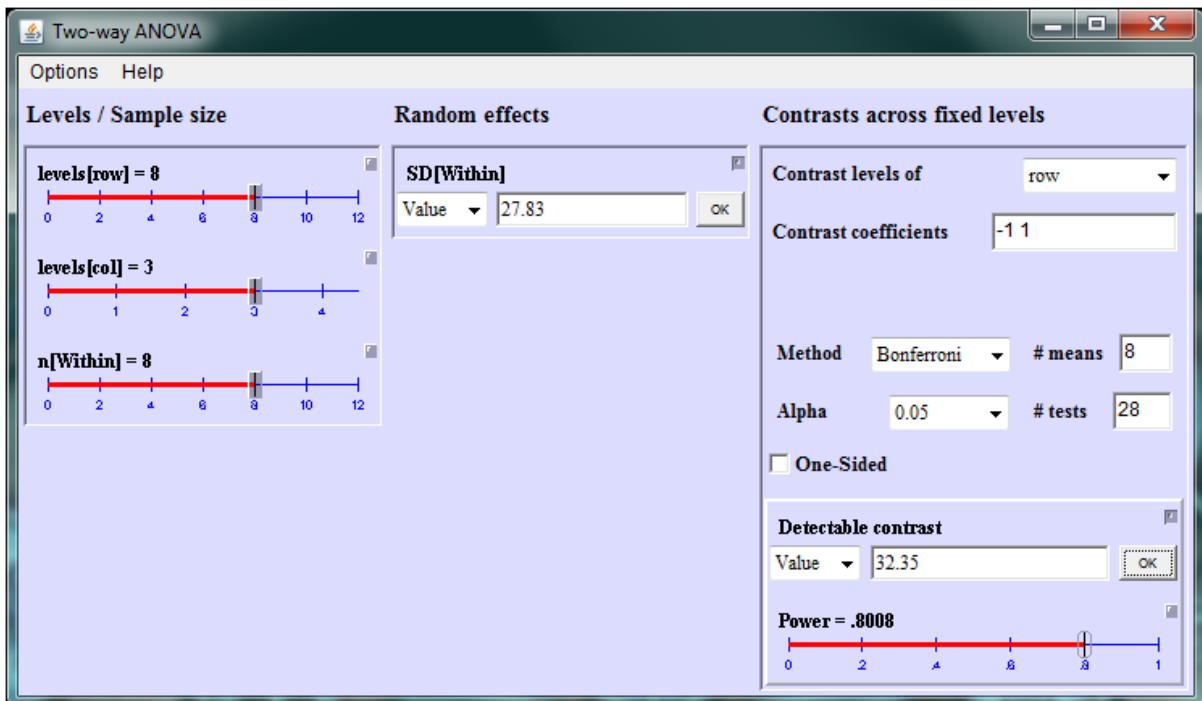 Two-way ANOVA
Options Help
Levels / Sample size
levels[row] = 8
0 2 4 6 8 10 12
levels[col] = 3
0 1 2 3 4
n[Within] = 8
0 2 4 6 8 10 12
Random effects
SD[Within]
Value 27.83 OK
Contrasts across fixed levels
Contrast levels of row
Contrast coefficients -1 1
Method Bonferroni # means 8
Alpha 0.05 # tests 28
One-Sided
Detectable contrast
Value 32.35 OK
Power = .8008
0 .2 .4 .6 .8 1